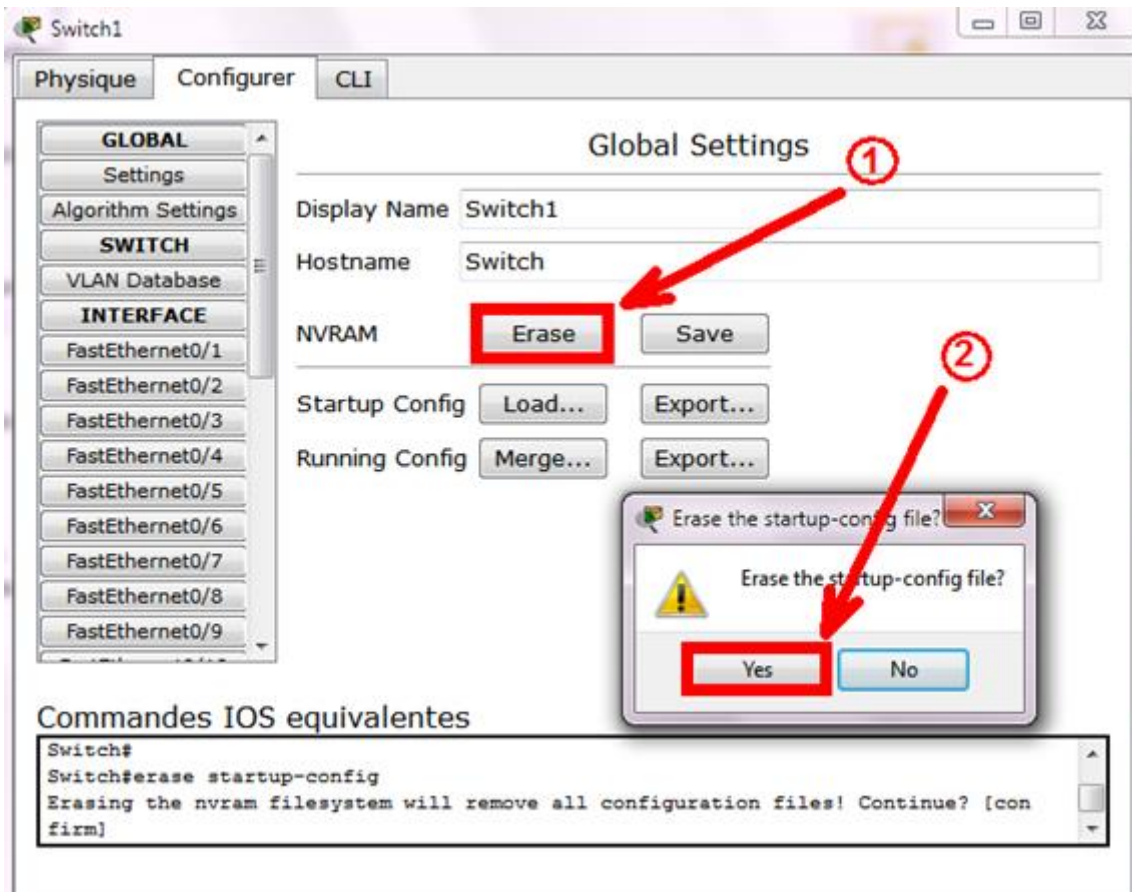 Switch1
Physique Configurer CLI
GLOBAL
Settings
Algorithm Settings
SWITCH
VLAN Database
INTERFACE
FastEthernet0/1
FastEthernet0/2
FastEthernet0/3
FastEthernet0/4
FastEthernet0/5
FastEthernet0/6
FastEthernet0/7
FastEthernet0/8
FastEthernet0/9
Global Settings
1
Display Name Switch1
Hostname Switch
NVRAM Erase Save
2
Startup Config Load... Export...
Running Config Merge... Export...
Erase the startup-config file?
Erase the startup-config file?
Yes No
Commandes IOS equivalentes
Switch#
Switch#erase startup-config
Erasing the nvram filesystem will remove all configuration files! Continue? [con
firm]